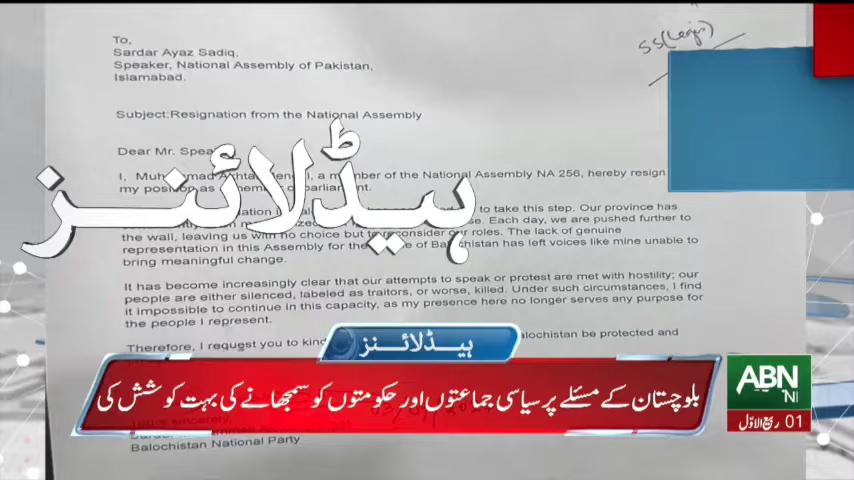 To,
Sardar Ayaz Sadiq,
Speaker, National Assembly of Pakistan,
Islamabad.
Subject:Resignation from the National Assembly
Dear Mr.
I, a member of the National Assembly NA 256, hereby resign
my position as
to take this step. Our province has
Each day, we are pushed further to
the wall, leaving us with no choice but to reconsider our roles. The lack of genuine
representation in this Assembly for the of Balochistan has left voices like mine unable to
bring meaningful change.
It has become increasingly clear that our attempts to speak or protest are met with hostility; our
people are either silenced, labeled as traitors, or worse, killed. Under such circumstances, I find
it impossible to continue in this capacity, as my presence here no longer serves any purpose for
the people I represent.
Therefore, I request you to be protected and
Balochistan National Party
ہیڈلائنز
ہیڈلائنز
بلوچستان کے مسئلے پر سیاسی جماعتوں اور حکومتوں کو سمجھانے کی بہت کوشش کی
ABN
NI
01 ربیع الاوّل